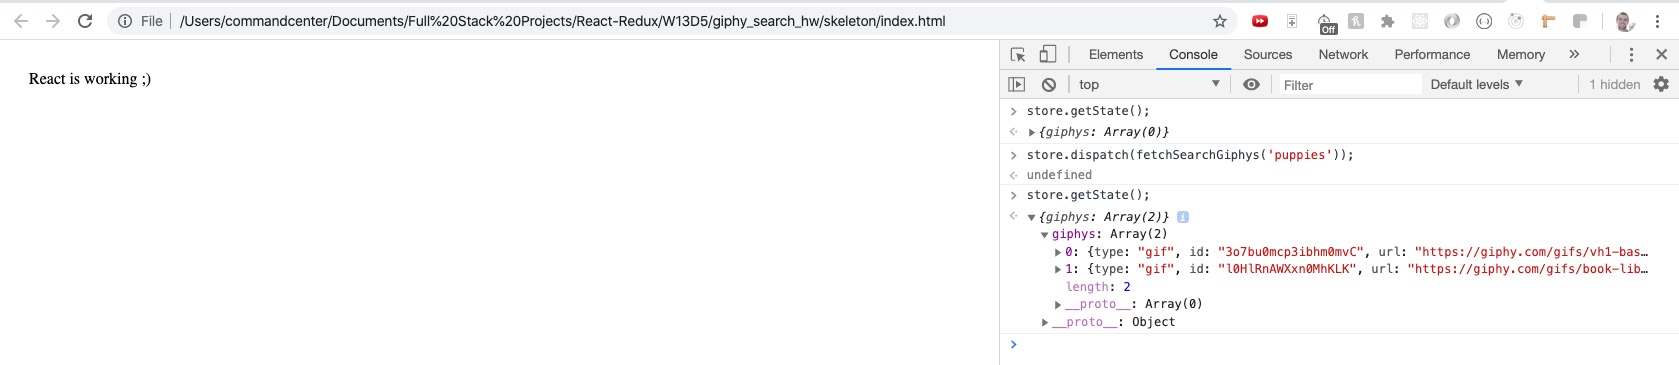 File | /Users/commandcenter/Documents/Full%20Stack%20Projects/React-Redux/W13D5/giphy_search_hw/skeleton/index.html
Off
React is working ;)
Elements Console Sources Network Performance Memory »
top Filter Default levels ▼ 1 hidden
> store.getState();
{giphys: Array(0)}
> store.dispatch(fetchSearchGiphys('puppies'));
undefined
> store.getState();
{giphys: Array(2)} i
giphys: Array(2)
0: {type: "gif", id: "3o7bu0mcp3ibhm0mvC", url: "https://giphy.com/gifs/vh1-bas…
1: {type: "gif", id: "l0HlRnAWXxn0MhKLK", url: "https://giphy.com/gifs/book-lib…
length: 2
__proto__: Array(0)
__proto__: Object
>